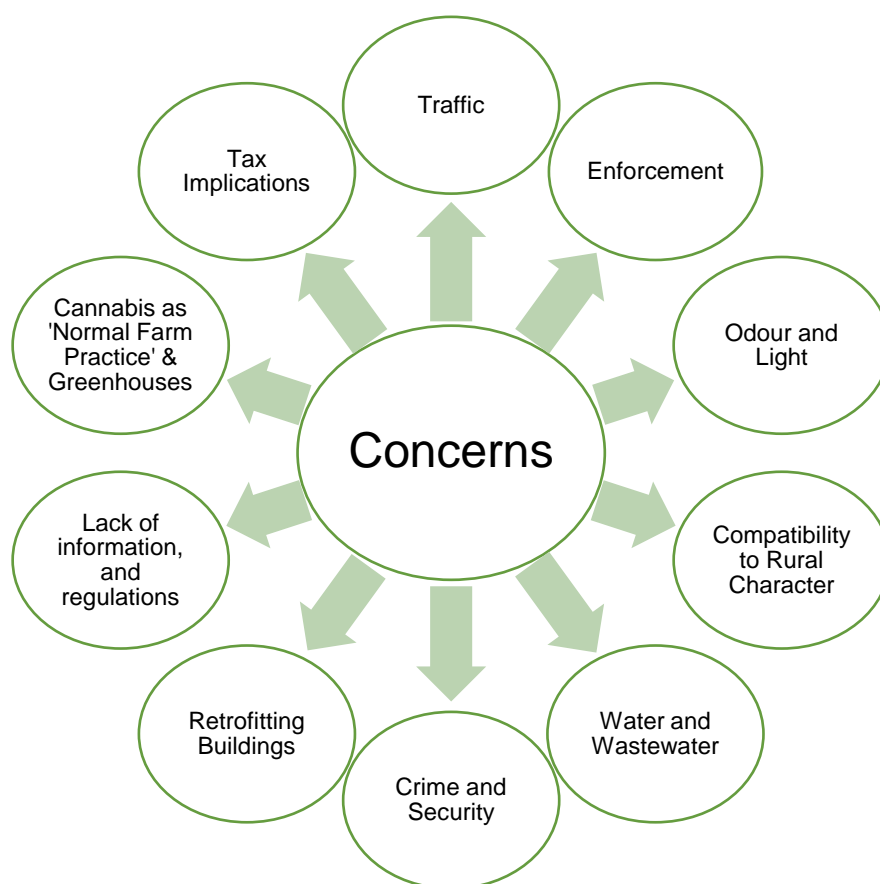 Traffic
Enforcement
Odour and
Light
Compatibility
to Rural
Character
Water and
Wastewater
Crime and
Security
Retrofitting
Buildings
Lack of
information,
and
regulations
Cannabis as
'Normal Farm
Practice' &
Greenhouses
Tax
Implications
Concerns